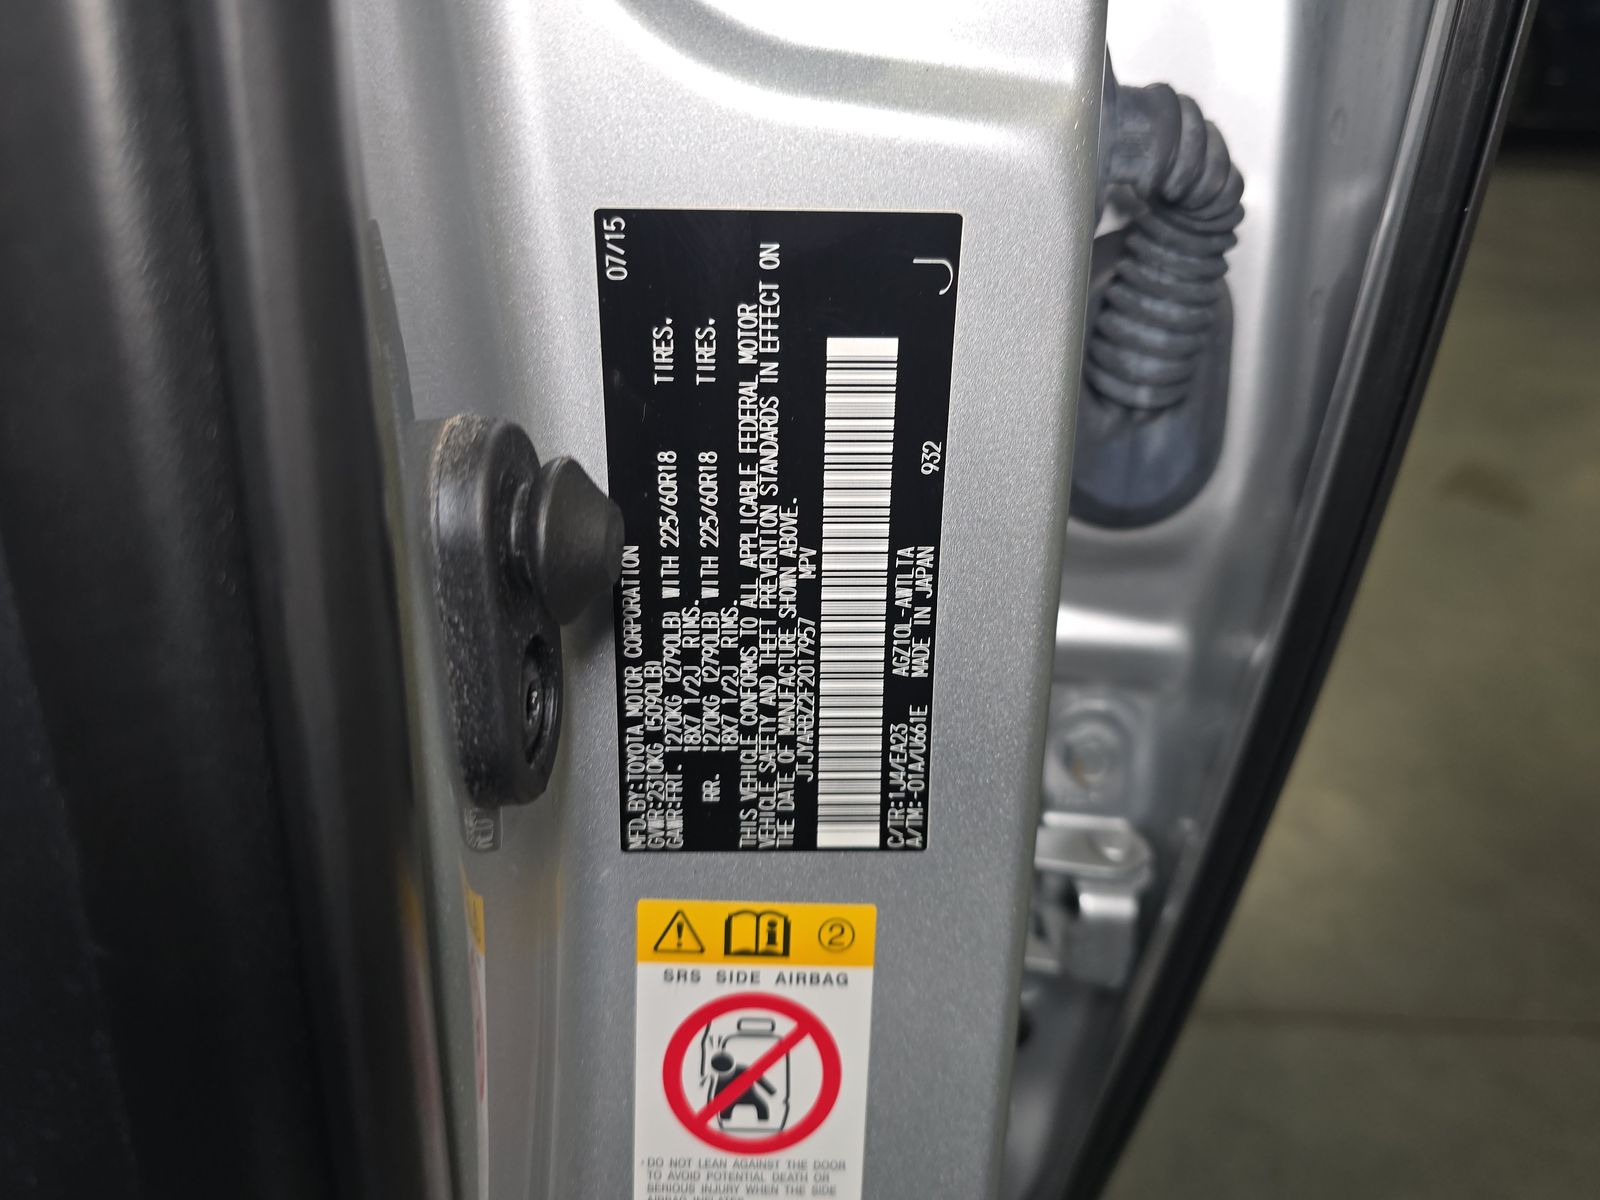 07/15
MFD. BY:TOYOTA MOTOR CORPORATION
GVWR:2310KG (5090LB)
GAWR:FRT. 1270KG (2790LB) WITH 225/60R18 TIRES.
18X7 1/2J RIMS.
RR. 1270KG (2790LB) WITH 225/60R18 TIRES.
18X7 1/2J RIMS.
THIS VEHICLE CONFORMS TO ALL APPLICABLE FEDERAL MOTOR
VEHICLE SAFETY AND THEFT PREVENTION STANDARDS IN EFFECT ON
THE DATE OF MANUFACTURE SHOWN ABOVE.
JTJYARBZ2F2017957 MPV
C/TR:1J4/EA23 AGZ10L-AWTLTA 932
A/TM:-01A/U661E MADE IN JAPAN
J
2
SRS SIDE AIRBAG
DO NOT LEAN AGAINST THE DOOR
TO AVOID POTENTIAL DEATH OR
SERIOUS INJURY WHEN THE SIDE
AIRBAG INFLATES